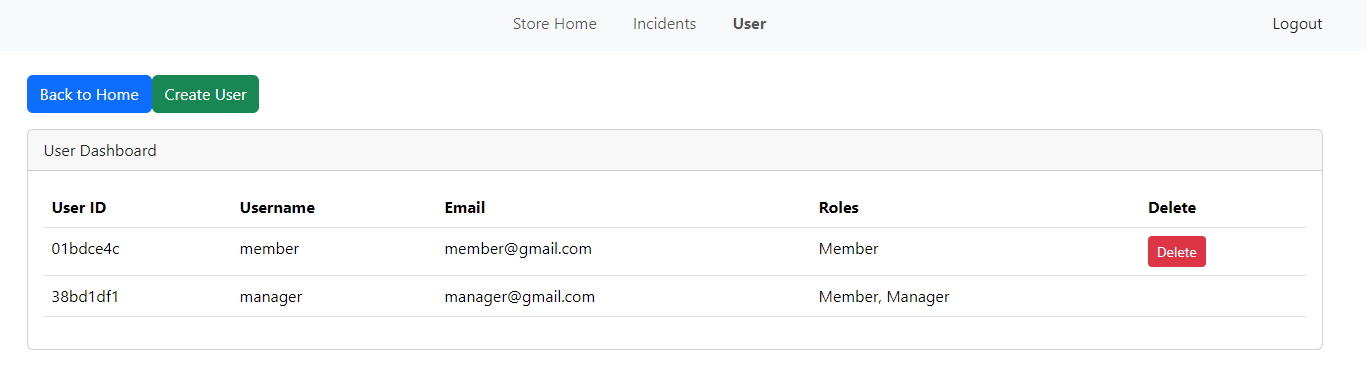 Store Home Incidents User Logout
Back to Home Create User
User Dashboard
User ID Username Email Roles Delete
01bdce4c member member@gmail.com Member Delete
38bd1df1 manager manager@gmail.com Member, Manager